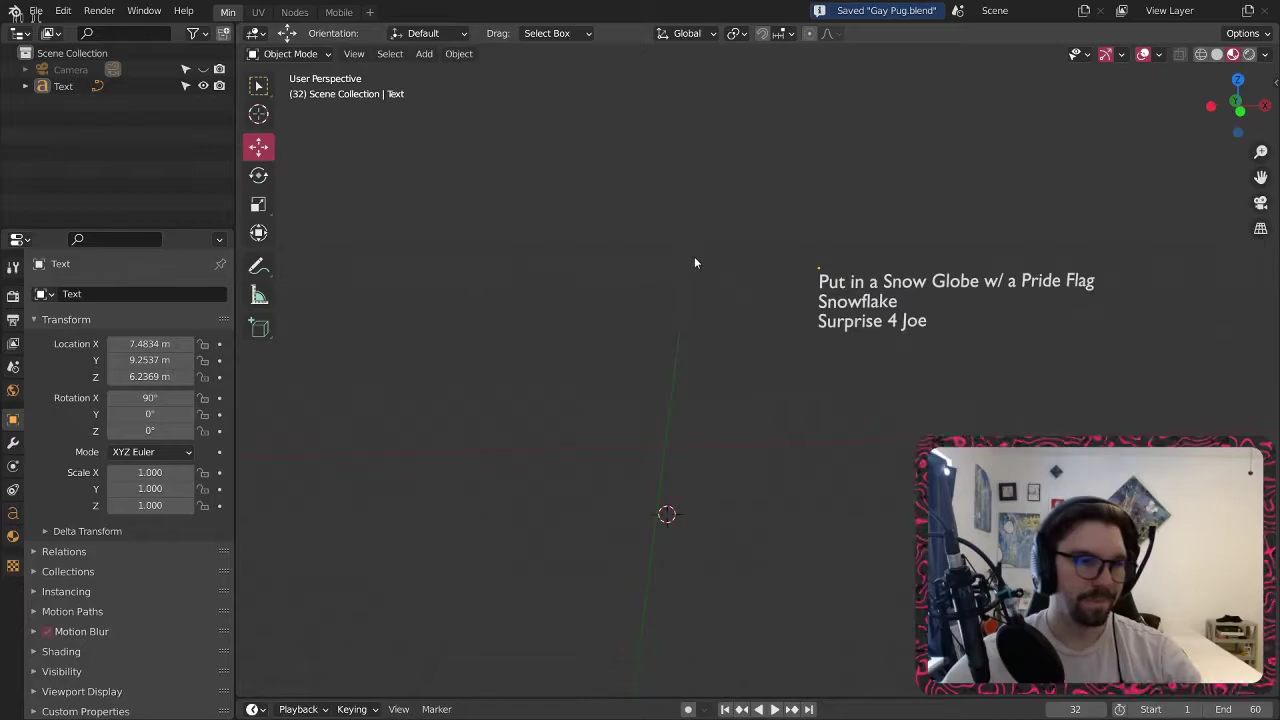 File Edit Render Window Help Min UV Nodes Mobile + Saved "Gay Pug.blend" Scene View Layer
Orientation: Default Drag: Select Box Global Options
Object Mode View Select Add Object
Scene Collection
Camera
Text
User Perspective
(32) Scene Collection | Text
Z
Y
X
Put in a Snow Globe w/ a Pride Flag
Snowflake
Surprise 4 Joe
Text
Text
Transform
Location X 7.4834 m
Y 9.2537 m
Z 6.2369 m
Rotation X 90°
Y 0°
Z 0°
Mode XYZ Euler
Scale X 1.000
Y 1.000
Z 1.000
Delta Transform
Relations
Collections
Instancing
Motion Paths
Motion Blur
Shading
Visibility
Viewport Display
Custom Properties
Playback Keying View Marker 32 Start 1 End 60